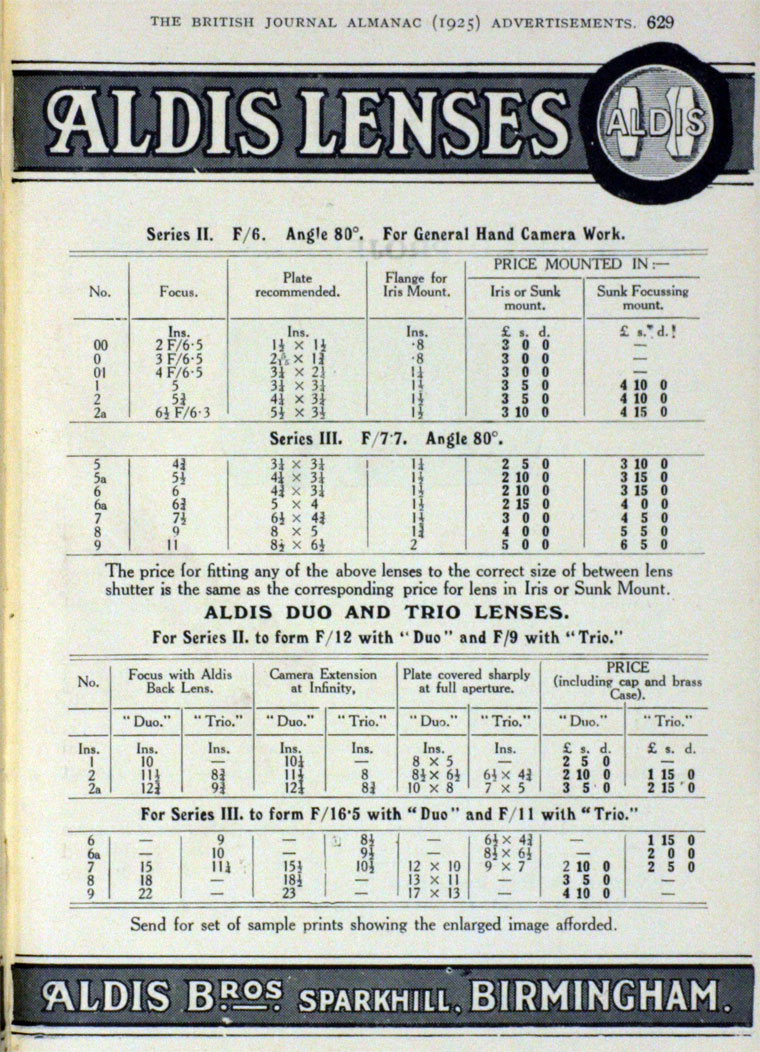 THE BRITISH JOURNAL ALMANAC (1925) ADVERTISEMENTS. 629
ALDIS LENSES
ALDIS
Series II. F/6. Angle 80°. For General Hand Camera Work.
No. Focus. Plate recommended. Flange for Iris Mount. PRICE MOUNTED IN :—
Iris or Sunk mount. Sunk Focussing mount.
Ins. Ins. Ins. £ s. d. £ s. d.
00 2 F/6·5 1½ × 1½ ·8 3 0 0 —
0 3 F/6·5 × 1¾ ·8 3 0 0 —
01 4 F/6·5 3¼ × 1¼ 3 0 0 —
1 5 3¼ × 3¼ 3 5 0 4 10 0
2 5¾ 4¼ × 3¼ 1½ 3 5 0 4 10 0
2a 6½ F/6·3 5½ × 3½ 1½ 3 10 0 4 15 0
Series III. F/7·7. Angle 80°.
5 4¾ 3¼ × 3¼ 1¼ 2 5 0 3 10 0
5a 5½ 4¼ × 3¼ 1½ 2 10 0 3 15 0
6 6 × 3¼ 1½ 2 10 0 3 15 0
6a 6¾ 5 × 4 1½ 2 15 0 4 0 0
7 7½ 6½ × 4¾ 1½ 3 0 0 4 5 0
8 9 8 × 5 1¾ 4 0 0 5 5 0
9 11 8½ × 6½ 2 5 0 0 6 5 0
The price for fitting any of the above lenses to the correct size of between lens
shutter is the same as the corresponding price for lens in Iris or Sunk Mount.
ALDIS DUO AND TRIO LENSES.
For Series II. to form F/12 with "Duo" and F/9 with "Trio."
No. Focus with Aldis Back Lens. Camera Extension at Infinity, Plate covered sharply at full aperture. PRICE (including cap and brass Case).
"Duo." "Trio." "Duo." "Trio." "Duo." "Trio." "Duo." "Trio."
Ins. Ins. Ins. Ins. Ins. Ins. Ins. £ s. d. £ s. d.
1 10 — 10¼ — 8 × 5 — 2 5 0 —
2 11½ 8¾ 11½ 8 8½ × 6½ 6½ × 4¾ 2 10 0 1 15 0
2a 12¾ 9¾ 12¾ 8¾ 10 × 8 7 × 5 3 5 0 2 15 0
For Series III. to form F/16·5 with "Duo" and F/11 with "Trio."
6 — 9 — 8½ — 6½ × 4¾ — 1 15 0
6a — 10 — 9½ — 8½ × 6½ — 2 0 0
7 15 11¼ 15½ 10½ 12 × 10 9 × 7 2 10 0 2 5 0
8 18 — 18½ — 13 × 11 — 3 5 0 —
9 22 — 23 — 17 × 13 — 4 10 0 —
Send for set of sample prints showing the enlarged image afforded.
ALDIS BROS. SPARKHILL, BIRMINGHAM.